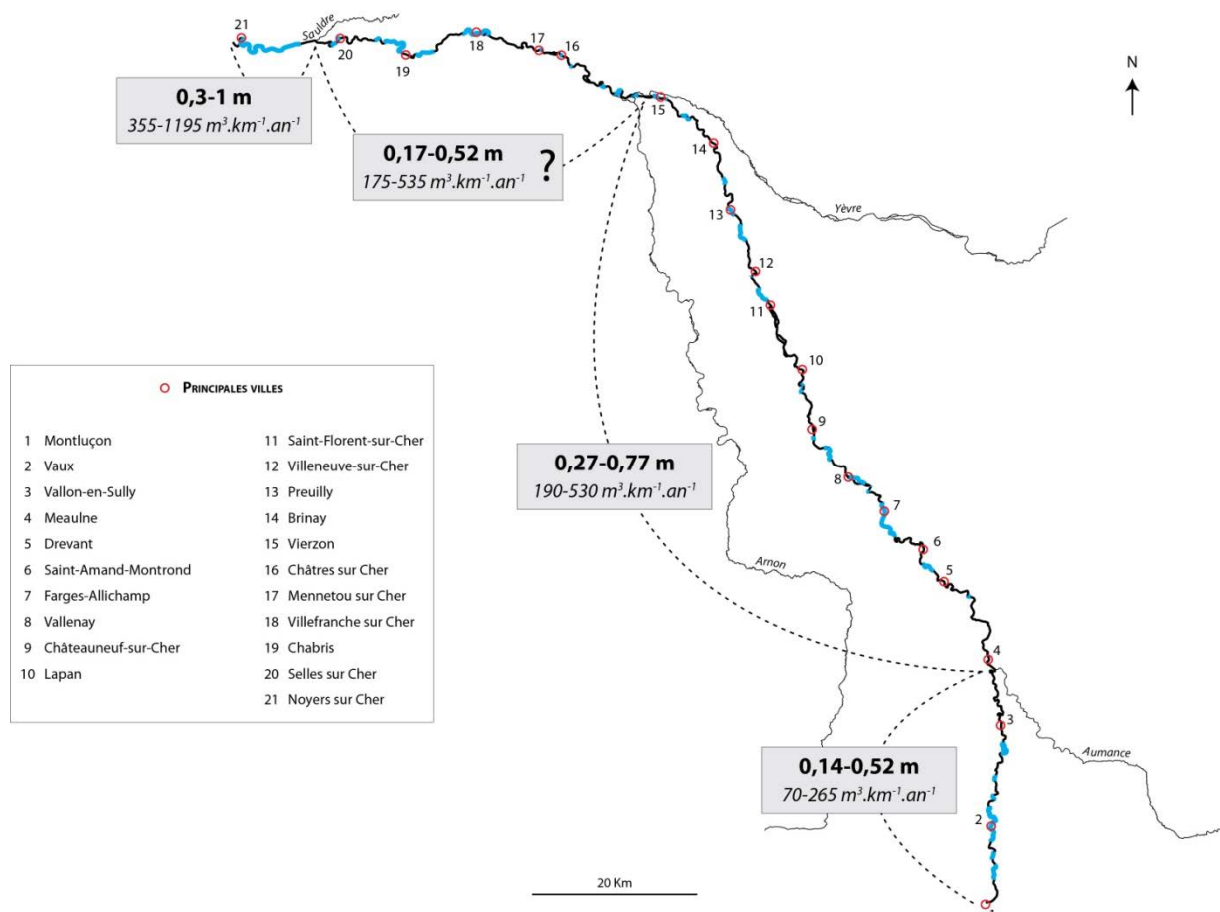 21
Sauldre
20
19
18
17
16
N
0,3-1 m
355-1195 m³.km⁻¹.an⁻¹
15
0,17-0,52 m
175-535 m³.km⁻¹.an⁻¹
?
14
Yèvre
13
12
11
10
PRINCIPALES VILLES
1 Montluçon
2 Vaux
3 Vallon-en-Sully
4 Meaulne
5 Drevant
6 Saint-Amand-Montrond
7 Farges-Allichamp
8 Vallenay
9 Châteauneuf-sur-Cher
10 Lapan
11 Saint-Florent-sur-Cher
12 Villeneuve-sur-Cher
13 Preuilly
14 Brinay
15 Vierzon
16 Châtres sur Cher
17 Mennetou sur Cher
18 Villefranche sur Cher
19 Chabris
20 Selles sur Cher
21 Noyers sur Cher
9
0,27-0,77 m
190-530 m³.km⁻¹.an⁻¹
8
7
6
Arnon
5
4
3
Aumance
0,14-0,52 m
70-265 m³.km⁻¹.an⁻¹
2
20 Km